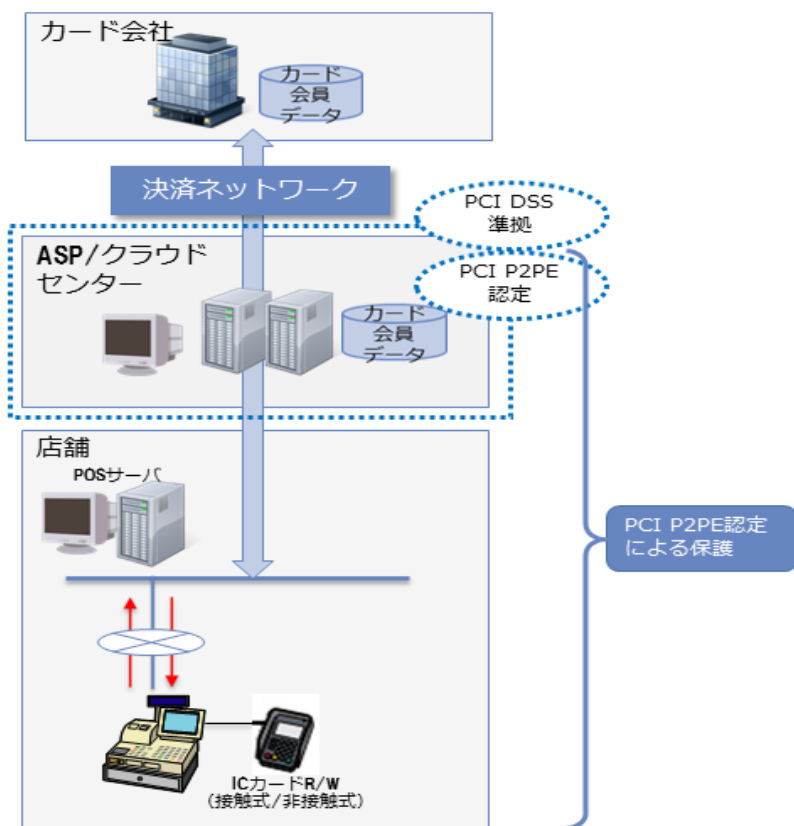 カード会社
カード
会員
データ
決済ネットワーク
PCI DSS
準拠
ASP/クラウド
センター
PCI P2PE
認定
カード
会員
データ
店舗
POSサーバ
PCI P2PE認定
による保護
ICカードR/W
(接触式/非接触式)